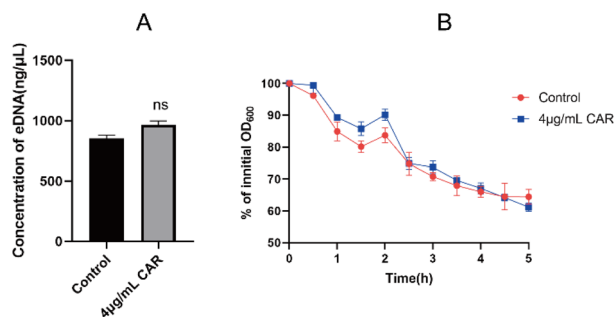 A
B
Concentration of eDNA(ng/μL)
1500
1000
500
0
ns
Control
4μg/mL CAR
% of innitial OD600
100
90
80
70
60
50
0
1
2
3
4
5
Time(h)
Control
4μg/mL CAR